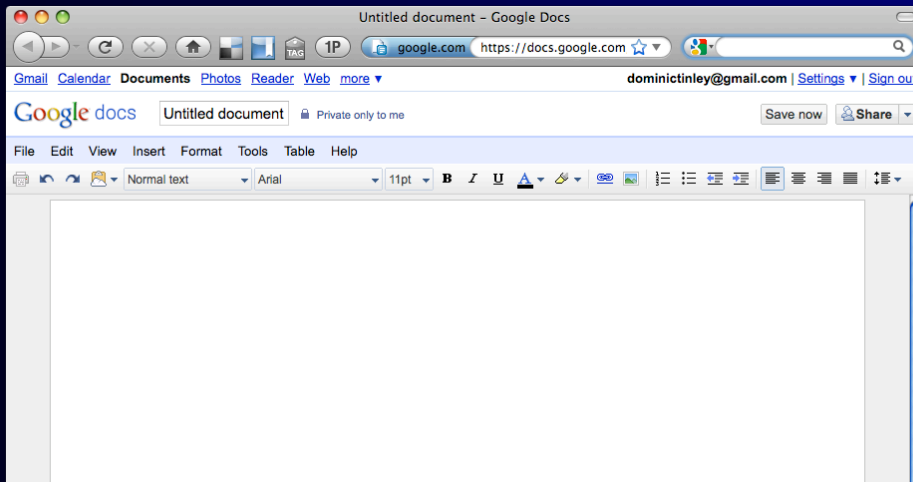 Untitled document – Google Docs
TAG 1P google.com https://docs.google.com
Gmail Calendar Documents Photos Reader Web more ▼ dominictinley@gmail.com | Settings ▼ | Sign out
Google docs Untitled document Private only to me Save now Share
File Edit View Insert Format Tools Table Help
Normal text Arial 11pt B I U A